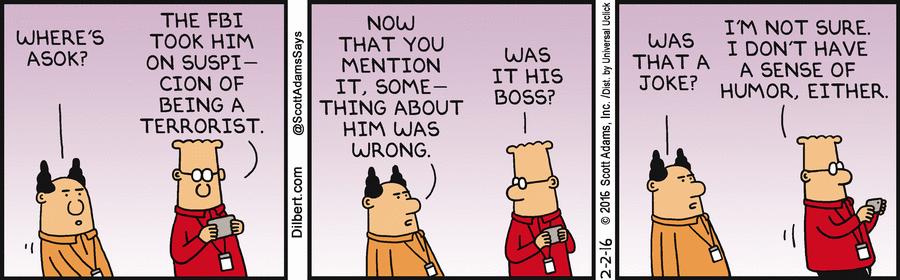 WHERE'S
ASOK?
THE FBI
TOOK HIM
ON SUSPI-
CION OF
BEING A
TERRORIST.
Dilbert.com @ScottAdamsSays
NOW
THAT YOU
MENTION
IT, SOME-
THING ABOUT
HIM WAS
WRONG.
WAS
IT HIS
BOSS?
2-2-16 © 2016 Scott Adams, Inc. /Dist. by Universal Uclick
WAS
THAT A
JOKE?
I'M NOT SURE.
I DON'T HAVE
A SENSE OF
HUMOR, EITHER.